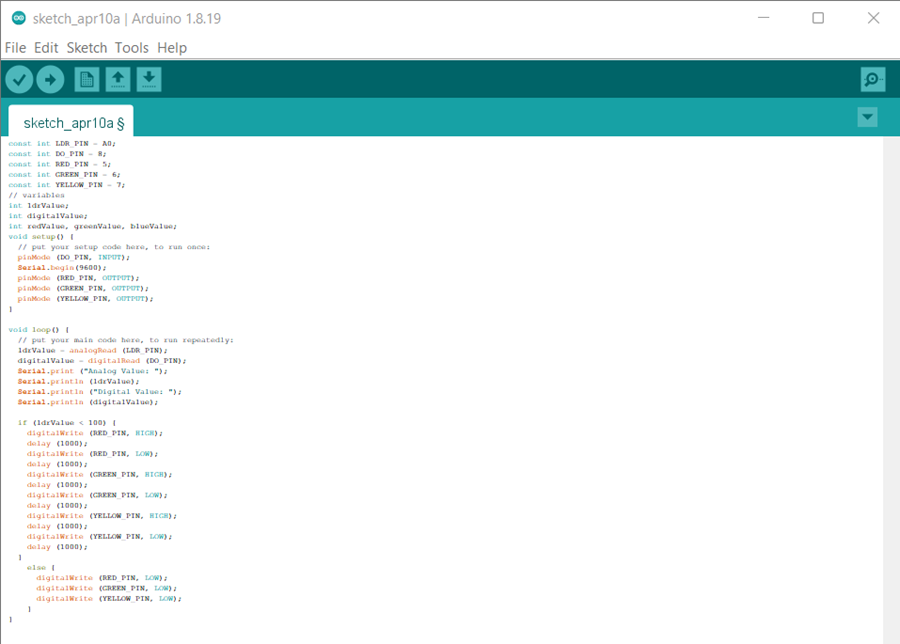 sketch_apr10a | Arduino 1.8.19
File Edit Sketch Tools Help
sketch_apr10a §
const int LDR_PIN = A0;
const int DO_PIN = 8;
const int RED_PIN = 5;
const int GREEN_PIN = 6;
const int YELLOW_PIN = 7;
// variables
int ldrValue;
int digitalValue;
int redValue, greenValue, blueValue;
void setup() {
  // put your setup code here, to run once:
  pinMode (DO_PIN, INPUT);
  Serial.begin(9600);
  pinMode (RED_PIN, OUTPUT);
  pinMode (GREEN_PIN, OUTPUT);
  pinMode (YELLOW_PIN, OUTPUT);
}
void loop() {
  // put your main code here, to run repeatedly:
  ldrValue = analogRead (LDR_PIN);
  digitalValue = digitalRead (DO_PIN);
  Serial.print ("Analog Value: ");
  Serial.println (ldrValue);
  Serial.println ("Digital Value: ");
  Serial.println (digitalValue);
  if (ldrValue < 100) {
    digitalWrite (RED_PIN, HIGH);
    delay (1000);
    digitalWrite (RED_PIN, LOW);
    delay (1000);
    digitalWrite (GREEN_PIN, HIGH);
    delay (1000);
    digitalWrite (GREEN_PIN, LOW);
    delay (1000);
    digitalWrite (YELLOW_PIN, HIGH);
    delay (1000);
    digitalWrite (YELLOW_PIN, LOW);
    delay (1000);
  }
    else {
      digitalWrite (RED_PIN, LOW);
      digitalWrite (GREEN_PIN, LOW);
      digitalWrite (YELLOW_PIN, LOW);
    }
}